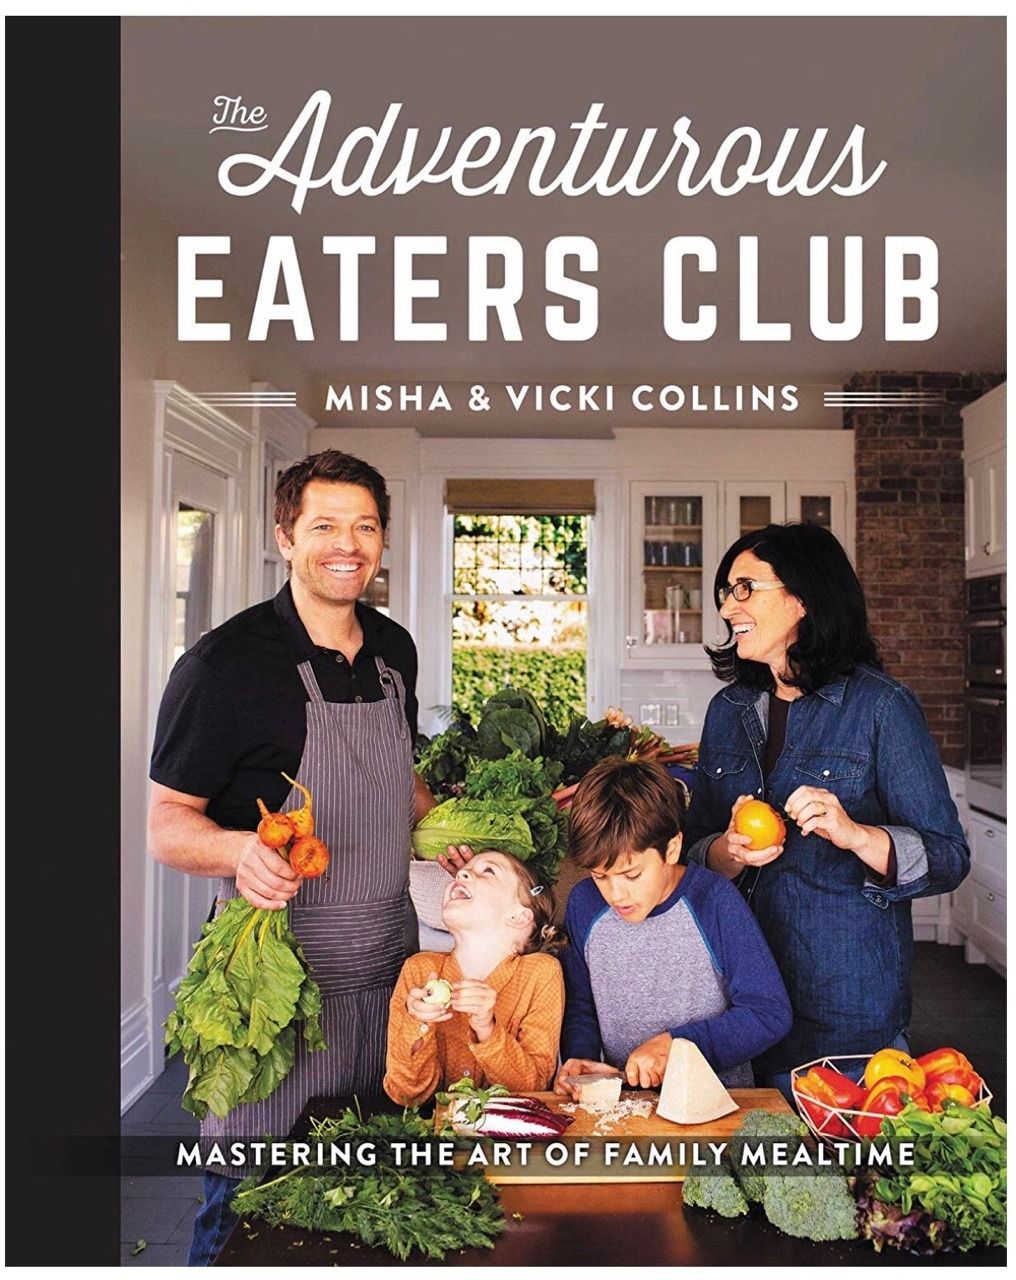 The
Adventurous
EATERS CLUB
MISHA & VICKI COLLINS
MASTERING THE ART OF FAMILY MEALTIME